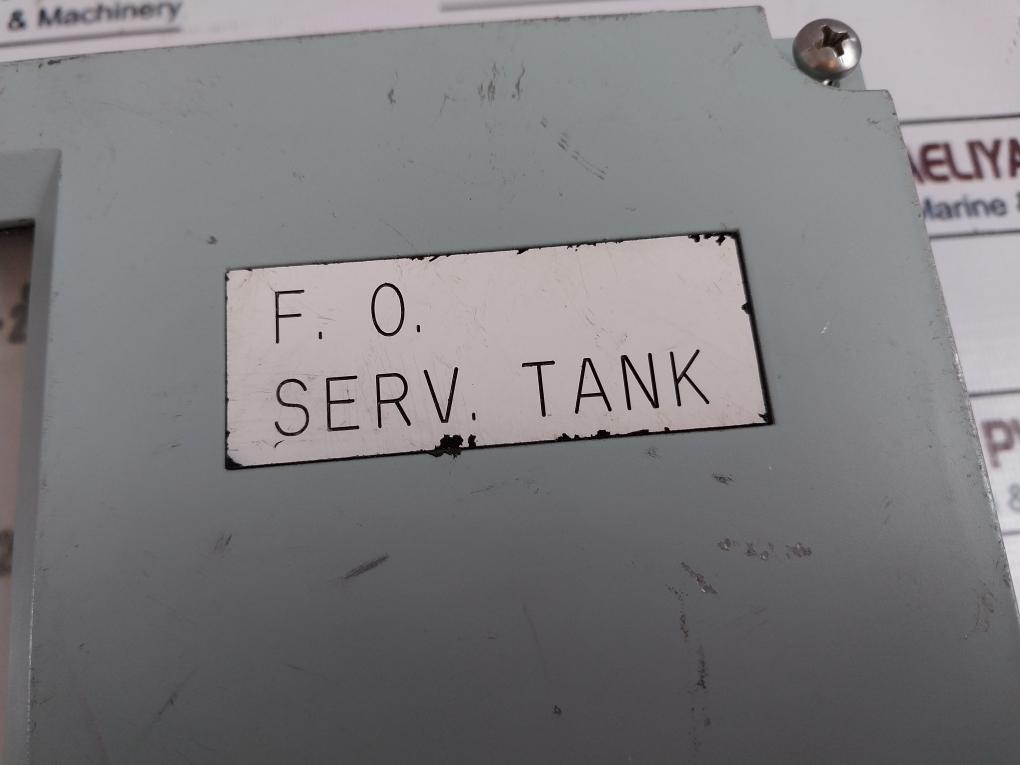 & Machinery
F. O.
SERV. TANK
AELIYA
Marine &